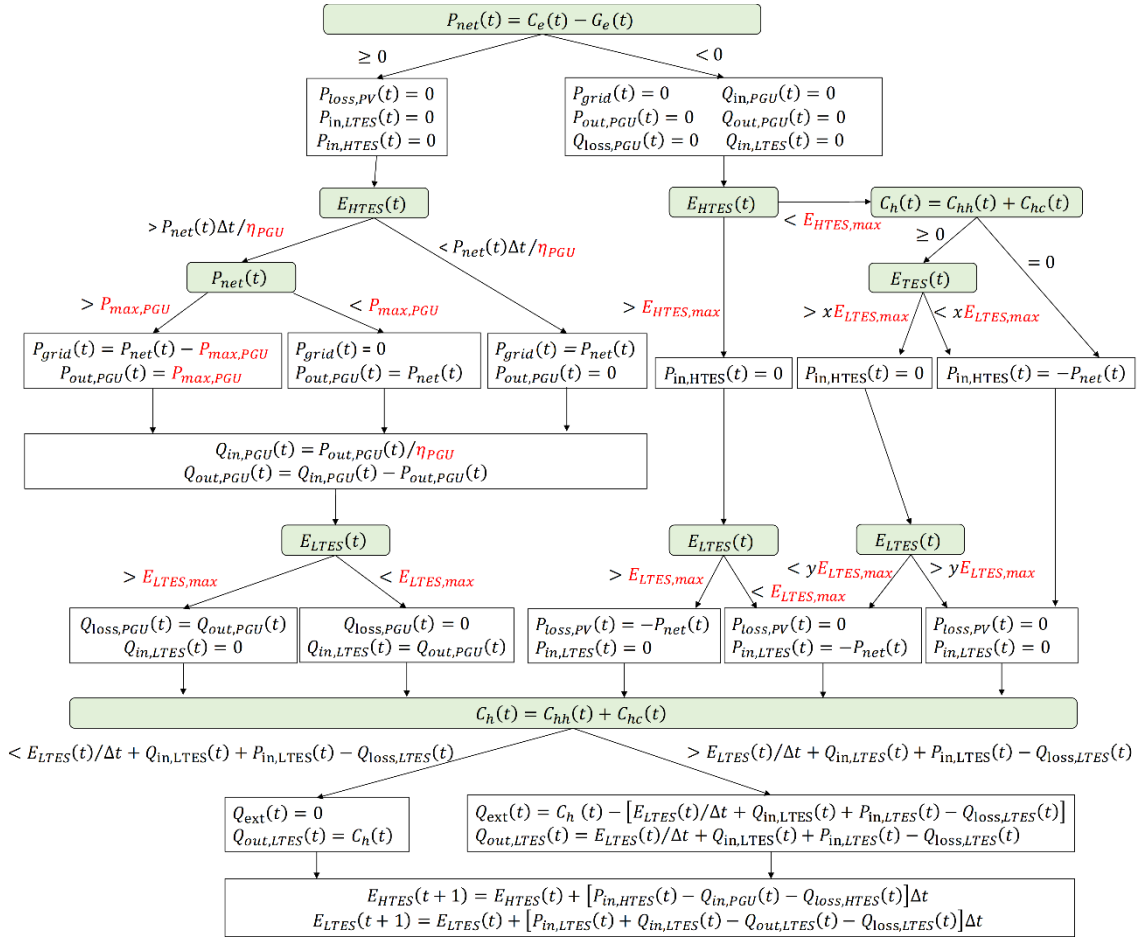 P_net(t) = C_e(t) − G_e(t)
≥ 0
< 0
P_loss,PV(t) = 0
P_in,LTES(t) = 0
P_in,HTES(t) = 0
P_grid(t) = 0 Q_in,PGU(t) = 0
P_out,PGU(t) = 0 Q_out,PGU(t) = 0
Q_loss,PGU(t) = 0 Q_in,LTES(t) = 0
E_HTES(t)
E_HTES(t)
< E_HTES,max
C_h(t) = C_hh(t) + C_hc(t)
> P_net(t)Δt/η_PGU
< P_net(t)Δt/η_PGU
≥ 0
= 0
P_net(t)
E_TES(t)
> P_max,PGU
< P_max,PGU
> E_HTES,max
> xE_LTES,max
< xE_LTES,max
P_grid(t) = P_net(t) − P_max,PGU
P_out,PGU(t) = P_max,PGU
P_grid(t) = 0
P_out,PGU(t) = P_net(t)
P_grid(t) = P_net(t)
P_out,PGU(t) = 0
P_in,HTES(t) = 0
P_in,HTES(t) = 0
P_in,HTES(t) = −P_net(t)
Q_in,PGU(t) = P_out,PGU(t)/η_PGU
Q_out,PGU(t) = Q_in,PGU(t) − P_out,PGU(t)
E_LTES(t)
E_LTES(t)
E_LTES(t)
> E_LTES,max
< E_LTES,max
> E_LTES,max
< E_LTES,max
< yE_LTES,max
> yE_LTES,max
Q_loss,PGU(t) = Q_out,PGU(t)
Q_in,LTES(t) = 0
Q_loss,PGU(t) = 0
Q_in,LTES(t) = Q_out,PGU(t)
P_loss,PV(t) = −P_net(t)
P_in,LTES(t) = 0
P_loss,PV(t) = 0
P_in,LTES(t) = −P_net(t)
P_loss,PV(t) = 0
P_in,LTES(t) = 0
C_h(t) = C_hh(t) + C_hc(t)
< E_LTES(t)/Δt + Q_in,LTES(t) + P_in,LTES(t) − Q_loss,LTES(t)
> E_LTES(t)/Δt + Q_in,LTES(t) + P_in,LTES(t) − Q_loss,LTES(t)
Q_ext(t) = 0
Q_out,LTES(t) = C_h(t)
Q_ext(t) = C_h (t) − [E_LTES(t)/Δt + Q_in,LTES(t) + P_in,LTES(t) − Q_loss,LTES(t)]
Q_out,LTES(t) = E_LTES(t)/Δt + Q_in,LTES(t) + P_in,LTES(t) − Q_loss,LTES(t)
E_HTES(t + 1) = E_HTES(t) + [P_in,HTES(t) − Q_in,PGU(t) − Q_loss,HTES(t)]Δt
E_LTES(t + 1) = E_LTES(t) + [P_in,LTES(t) + Q_in,LTES(t) − Q_out,LTES(t) − Q_loss,LTES(t)]Δt